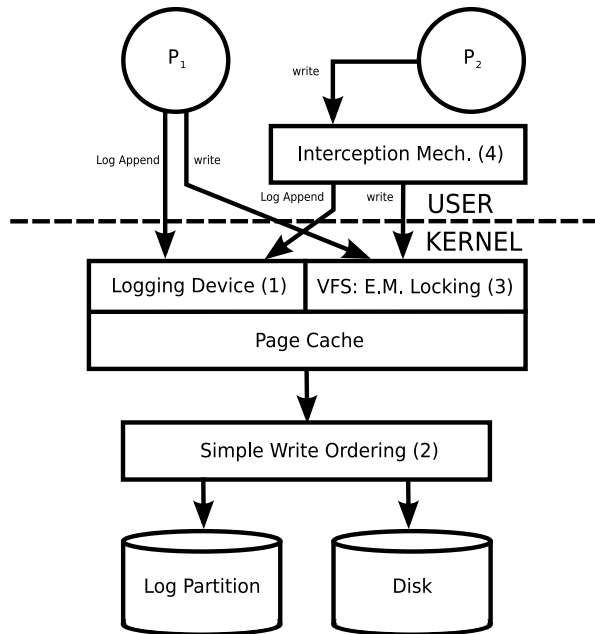 P1
P2
write
Interception Mech. (4)
Log Append
write
Log Append
write
USER
KERNEL
Logging Device (1)
VFS: E.M. Locking (3)
Page Cache
Simple Write Ordering (2)
Log Partition
Disk